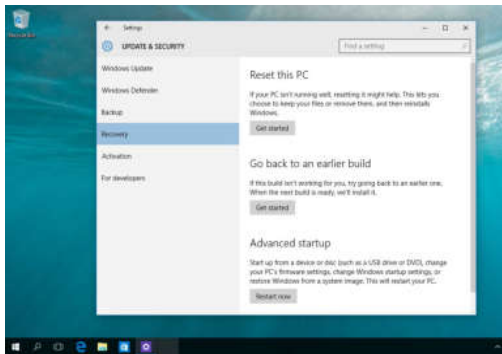 Settings
UPDATE & SECURITY
Find a setting
Windows Update
Windows Defender
Backup
Recovery
Activation
For developers
Reset this PC
If your PC isn't running well, resetting it might help. This lets you
choose to keep your files or remove them, and then reinstalls
Windows.
Get started
Go back to an earlier build
If this build isn't working for you, try going back to an earlier one.
When the next build is ready, we'll install it.
Get started
Advanced startup
Start up from a device or disc (such as a USB drive or DVD), change
your PC's firmware settings, change Windows startup settings, or
restore Windows from a system image. This will restart your PC.
Restart now